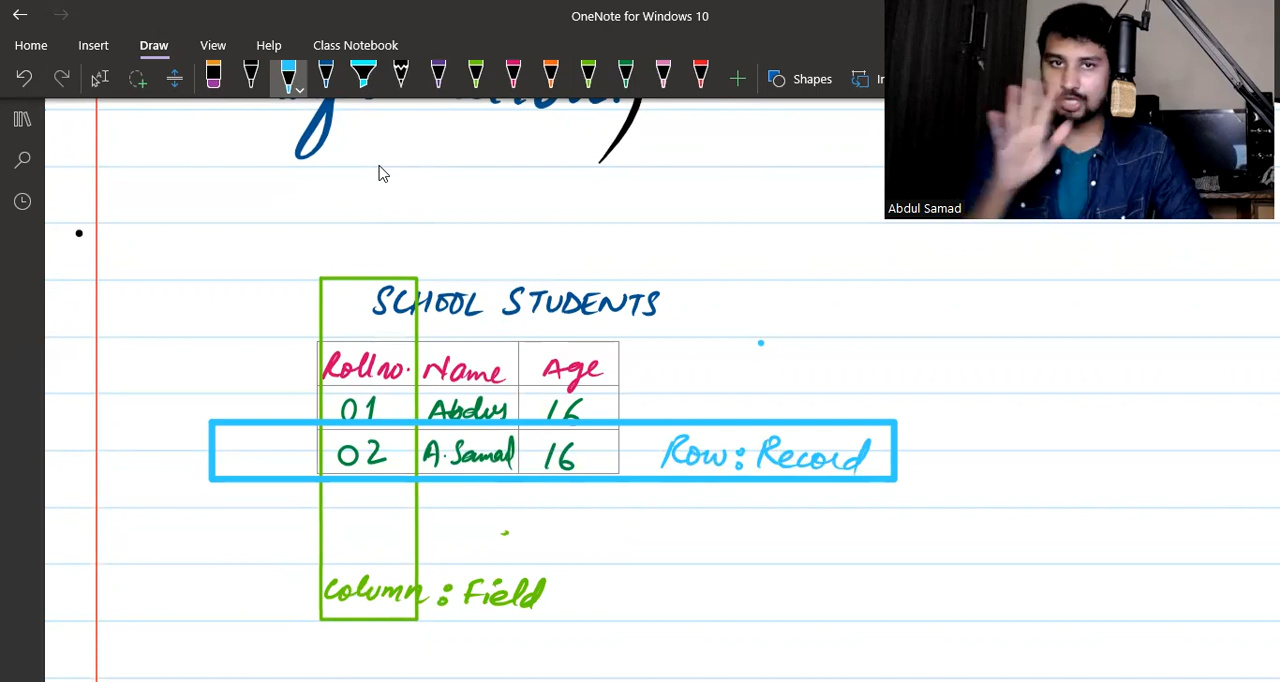 OneNote for Windows 10
Home Insert Draw View Help Class Notebook
Shapes In
Abdul Samad
SCHOOL STUDENTS
Roll no. Name Age
01 Abdus 16
02 A.Samad 16 Row: Record
Column: Field